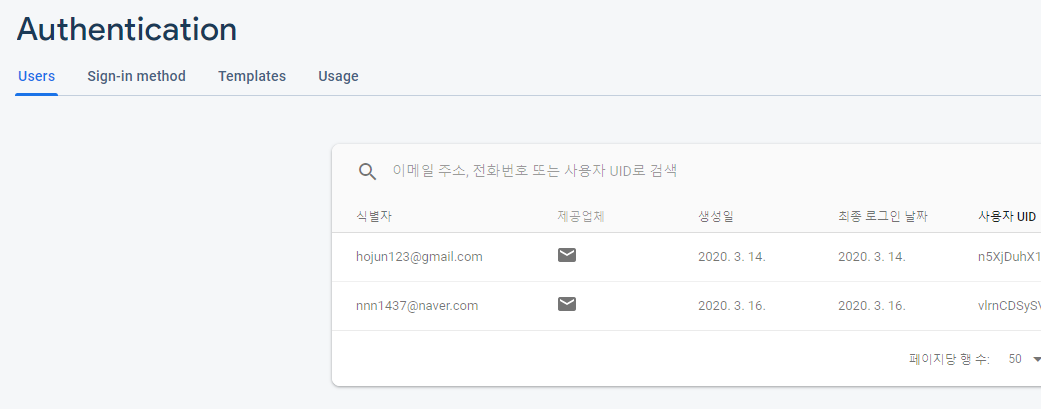 Authentication
Users Sign-in method Templates Usage
이메일 주소, 전화번호 또는 사용자 UID로 검색
식별자 제공업체 생성일 최종 로그인 날짜 사용자 UID
hojun123@gmail.com 2020. 3. 14. 2020. 3. 14. n5XjDuhX1
nnn1437@naver.com 2020. 3. 16. 2020. 3. 16. vlrnCDSyS
페이지당 행 수: 50